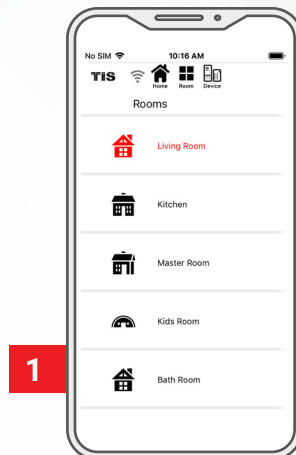 No SIM 10:16 AM
TIS
Home Room Device
Rooms
Living Room
Kitchen
Master Room
Kids Room
1
Bath Room